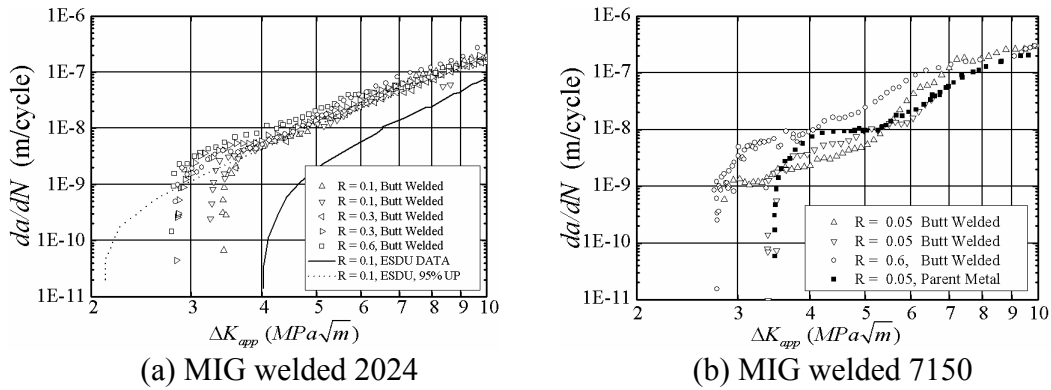 1E-6
1E-7
1E-8
1E-9
1E-10
1E-11
da/dN (m/cycle)
R = 0.1, Butt Welded
R = 0.1, Butt Welded
R = 0.3, Butt Welded
R = 0.3, Butt Welded
R = 0.6, Butt Welded
R = 0.1, ESDU DATA
R = 0.1, ESDU, 95% UP
2 3 4 5 6 7 8 9 10
ΔK_app (MPa√m)
(a) MIG welded 2024
1E-6
1E-7
1E-8
1E-9
1E-10
1E-11
da/dN (m/cycle)
R = 0.05 Butt Welded
R = 0.05 Butt Welded
R = 0.6, Butt Welded
R = 0.05, Parent Metal
2 3 4 5 6 7 8 9 10
ΔK_app (MPa√m)
(b) MIG welded 7150